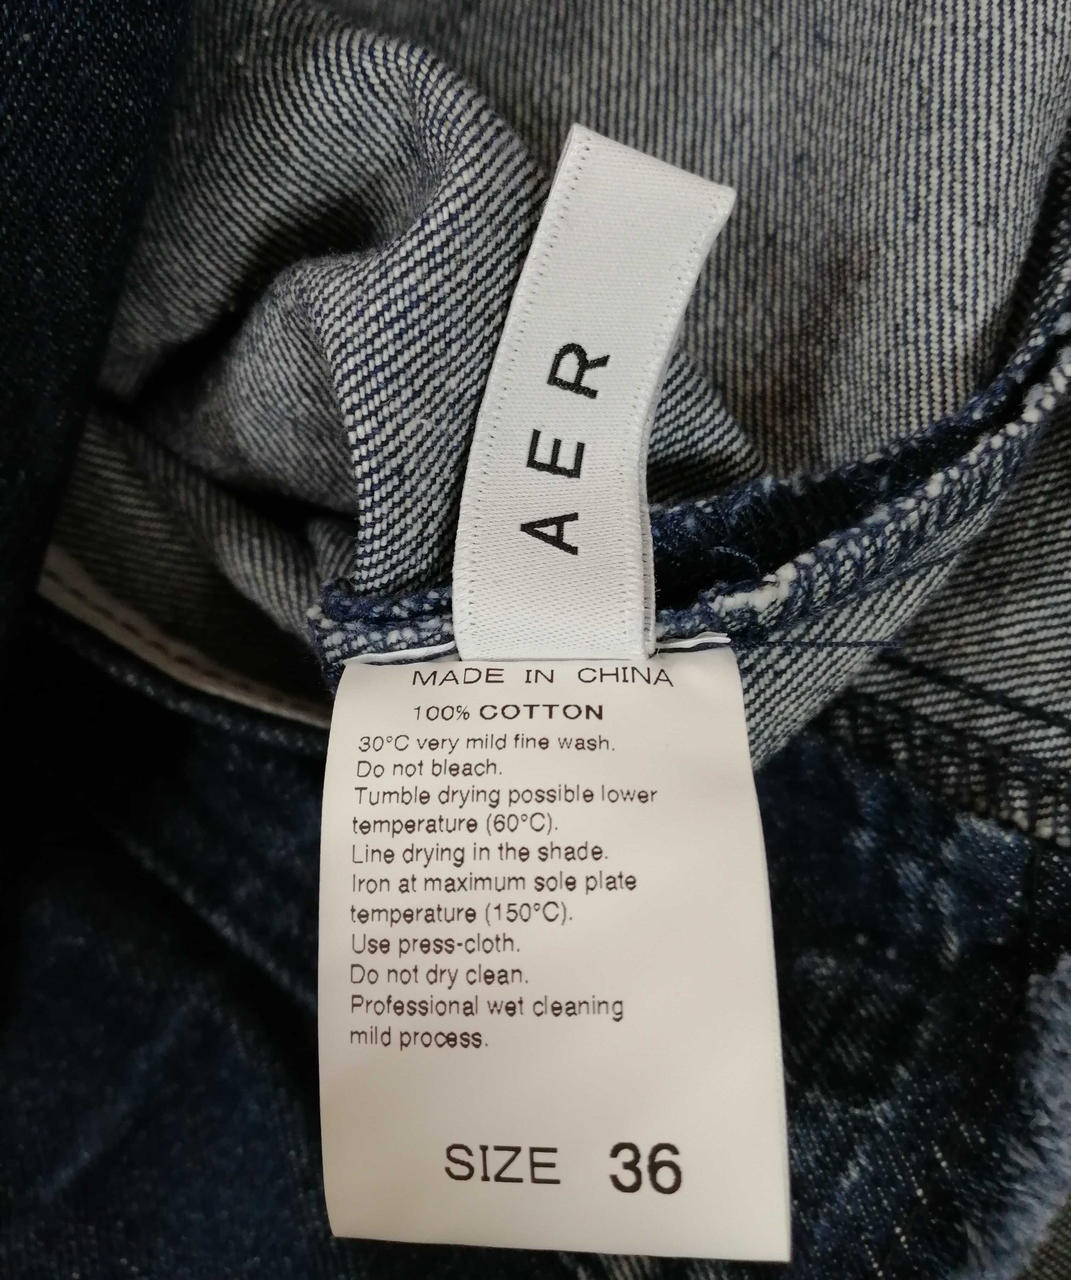 AER
MADE IN CHINA
100% COTTON
30°C very mild fine wash.
Do not bleach.
Tumble drying possible lower
temperature (60°C).
Line drying in the shade.
Iron at maximum sole plate
temperature (150°C).
Use press-cloth.
Do not dry clean.
Professional wet cleaning
mild process.
SIZE 36